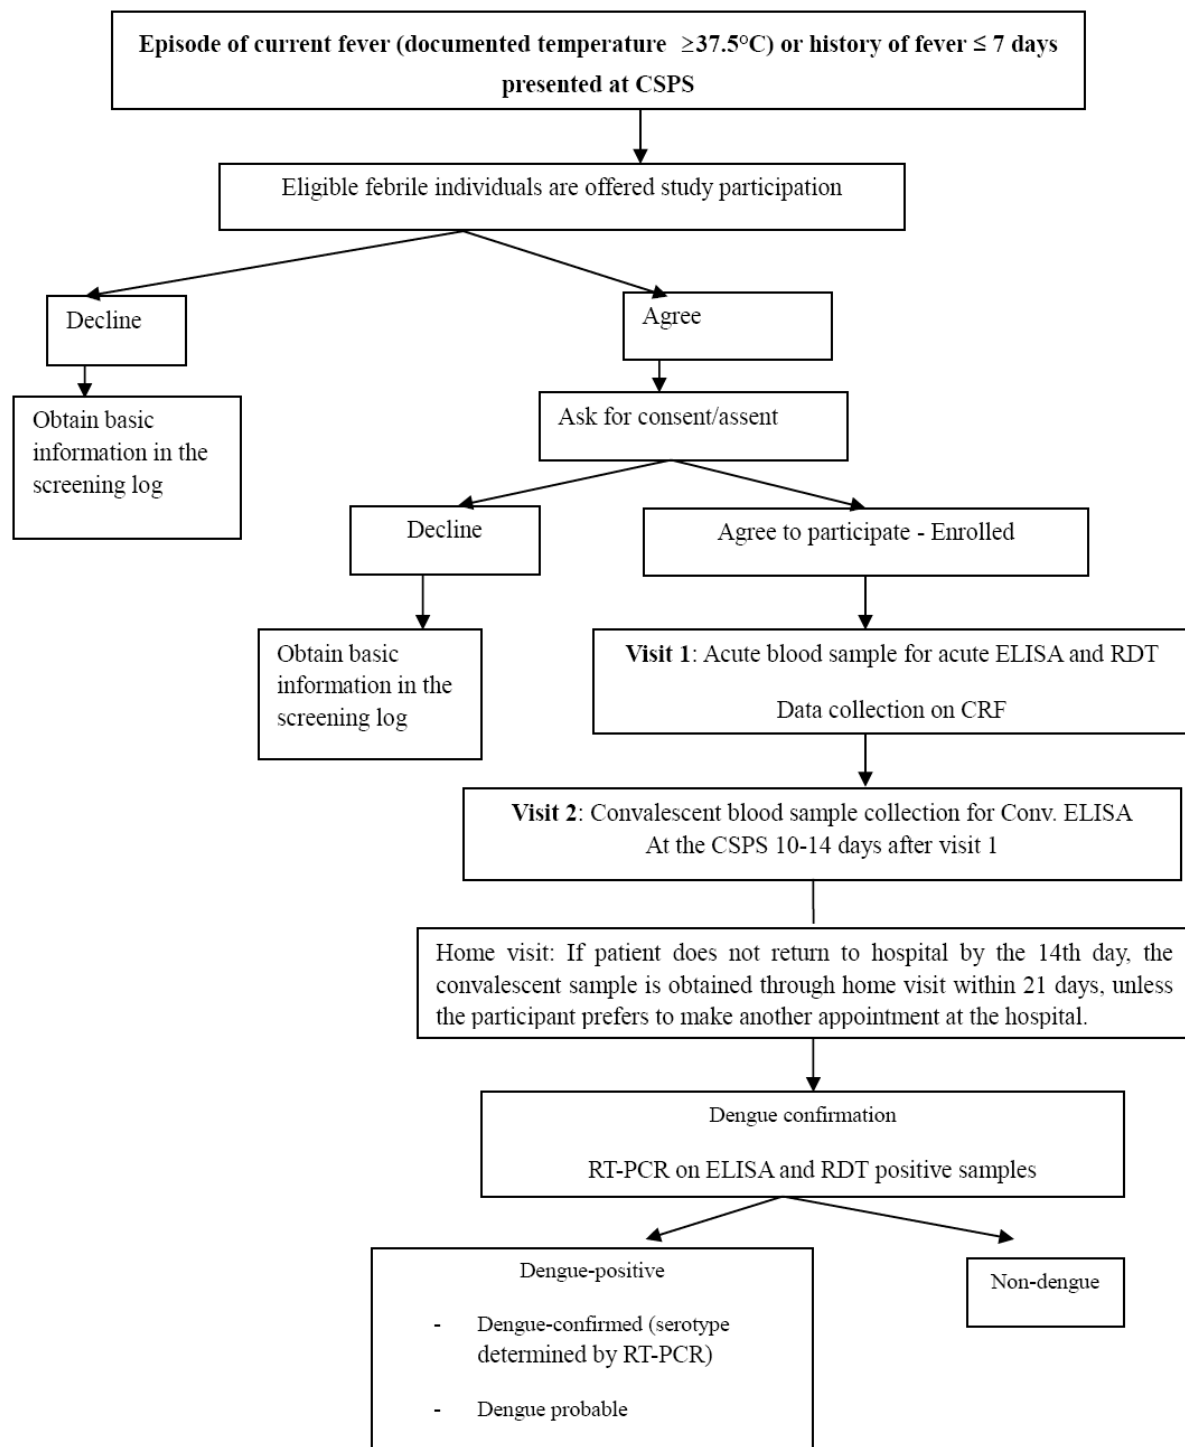 Episode of current fever (documented temperature ≥37.5°C) or history of fever ≤ 7 days
presented at CSPS
Eligible febrile individuals are offered study participation
Decline
Agree
Obtain basic
information in the
screening log
Ask for consent/assent
Decline
Agree to participate - Enrolled
Obtain basic
information in the
screening log
Visit 1: Acute blood sample for acute ELISA and RDT
Data collection on CRF
Visit 2: Convalescent blood sample collection for Conv. ELISA
At the CSPS 10-14 days after visit 1
Home visit: If patient does not return to hospital by the 14th day, the
convalescent sample is obtained through home visit within 21 days, unless
the participant prefers to make another appointment at the hospital.
Dengue confirmation
RT-PCR on ELISA and RDT positive samples
Dengue-positive
- Dengue-confirmed (serotype
determined by RT-PCR)
- Dengue probable
Non-dengue